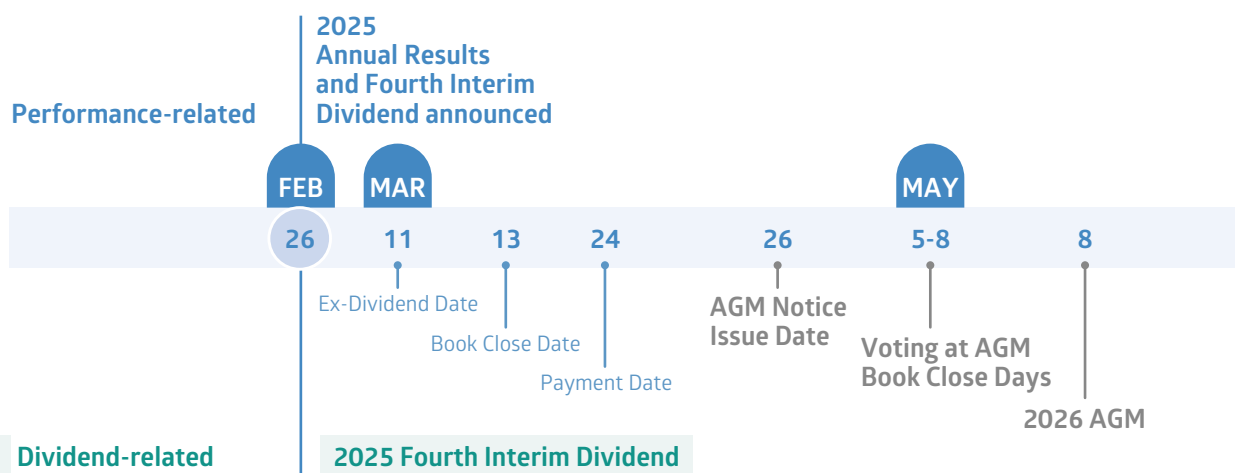 2025
Annual Results
and Fourth Interim
Dividend announced
Performance-related
FEB
MAR
MAY
26
11
13
24
26
5-8
8
Ex-Dividend Date
Book Close Date
Payment Date
AGM Notice
Issue Date
Voting at AGM
Book Close Days
2026 AGM
Dividend-related
2025 Fourth Interim Dividend